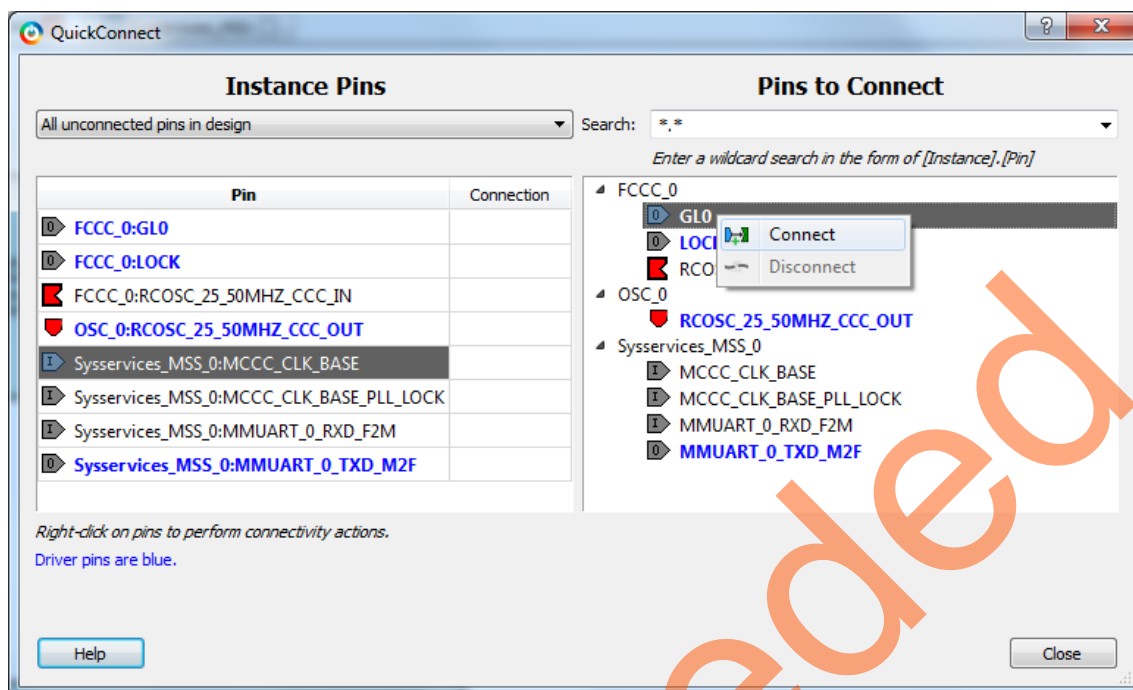 QuickConnect
Instance Pins
Pins to Connect
All unconnected pins in design
Search: *.*
Enter a wildcard search in the form of [Instance].[Pin]
Pin Connection
O FCCC_0:GL0
O FCCC_0:LOCK
FCCC_0:RCOSC_25_50MHZ_CCC_IN
OSC_0:RCOSC_25_50MHZ_CCC_OUT
I Sysservices_MSS_0:MCCC_CLK_BASE
I Sysservices_MSS_0:MCCC_CLK_BASE_PLL_LOCK
I Sysservices_MSS_0:MMUART_0_RXD_F2M
O Sysservices_MSS_0:MMUART_0_TXD_M2F
FCCC_0
O GL0
O
RCOS
Connect
Disconnect
OSC_0
RCOSC_25_50MHZ_CCC_OUT
Sysservices_MSS_0
I MCCC_CLK_BASE
I MCCC_CLK_BASE_PLL_LOCK
I MMUART_0_RXD_F2M
O MMUART_0_TXD_M2F
Right-click on pins to perform connectivity actions.
Driver pins are blue.
Help
Close
ded